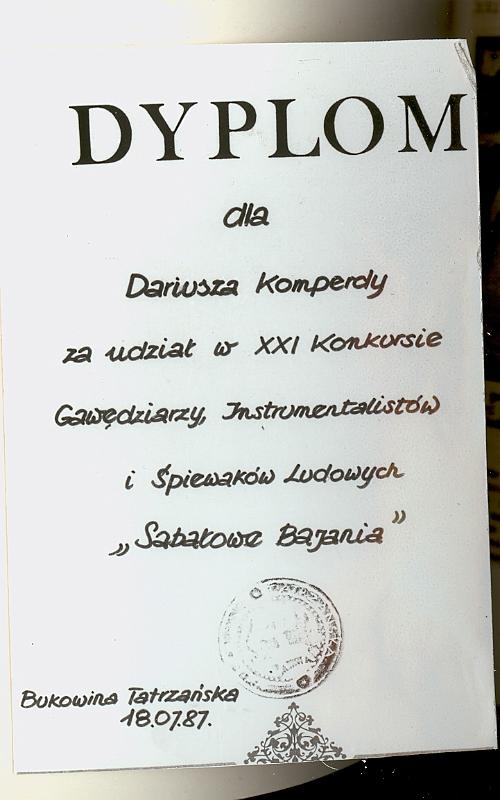 DYPLOM
dla
Dariusza Komperdy
za udział w XXI Konkursie
Gawędziarzy, Instrumentalistów
i Śpiewaków Ludowych
„Sabałowe Bajania”
Bukowina Tatrzańska
18.07.87.